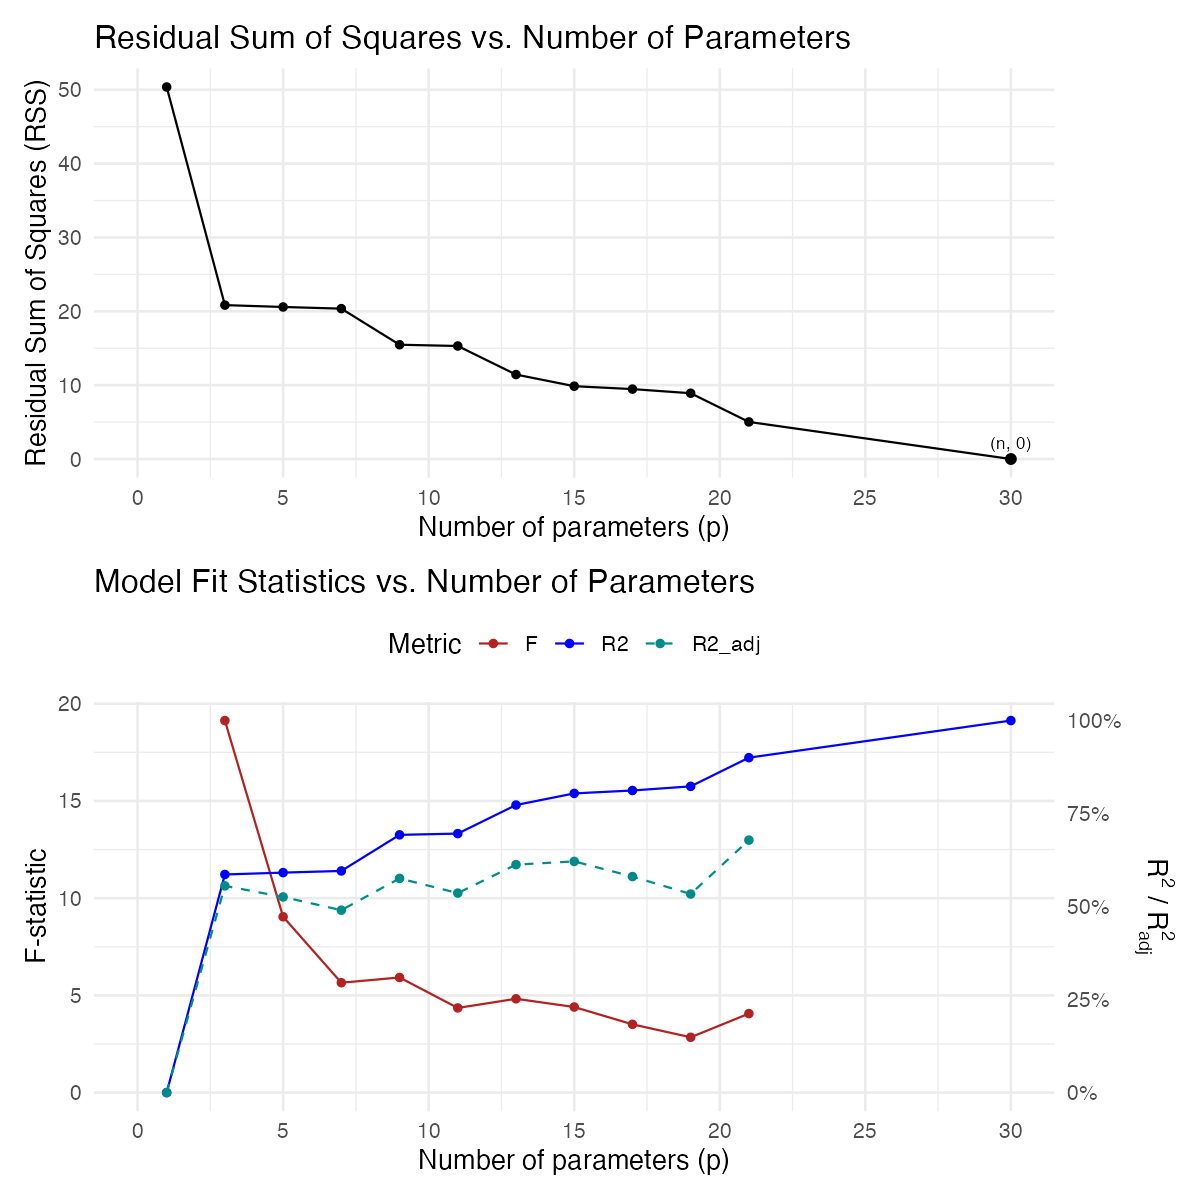 Residual Sum of Squares vs. Number of Parameters
Residual Sum of Squares (RSS)
50
40
30
20
10
0
(n, 0)
0 5 10 15 20 25 30
Number of parameters (p)
Model Fit Statistics vs. Number of Parameters
Metric F R2 R2_adj
F-statistic
20
15
10
5
0
100%
75%
50%
25%
0%
R² / R²adj
0 5 10 15 20 25 30
Number of parameters (p)